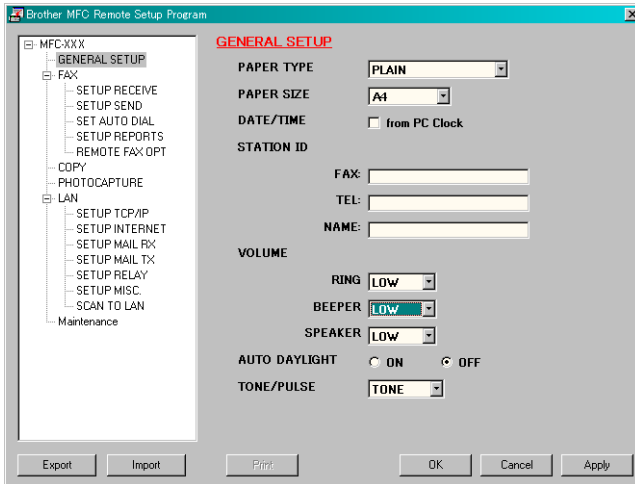 Brother MFC Remote Setup Program
MFC-XXX
GENERAL SETUP
FAX
SETUP RECEIVE
SETUP SEND
SET AUTO DIAL
SETUP REPORTS
REMOTE FAX OPT
COPY
PHOTOCAPTURE
LAN
SETUP TCP/IP
SETUP INTERNET
SETUP MAIL RX
SETUP MAIL TX
SETUP RELAY
SETUP MISC.
SCAN TO LAN
Maintenance
GENERAL SETUP
PAPER TYPE PLAIN
PAPER SIZE A4
DATE/TIME from PC Clock
STATION ID
FAX:
TEL:
NAME:
VOLUME
RING LOW
BEEPER LOW
SPEAKER LOW
AUTO DAYLIGHT ON OFF
TONE/PULSE TONE
Export Import Print OK Cancel Apply